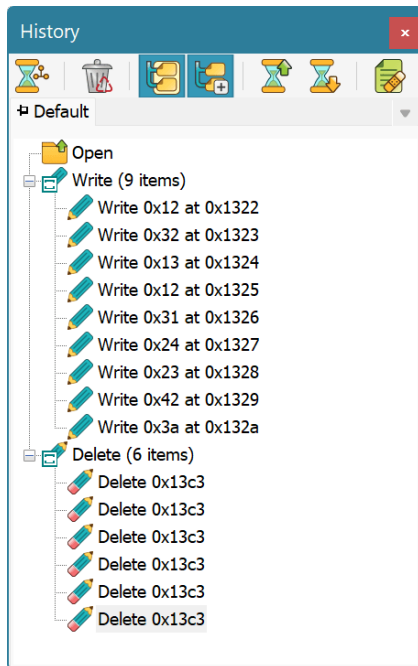 History
Default
Open
Write (9 items)
Write 0x12 at 0x1322
Write 0x32 at 0x1323
Write 0x13 at 0x1324
Write 0x12 at 0x1325
Write 0x31 at 0x1326
Write 0x24 at 0x1327
Write 0x23 at 0x1328
Write 0x42 at 0x1329
Write 0x3a at 0x132a
Delete (6 items)
Delete 0x13c3
Delete 0x13c3
Delete 0x13c3
Delete 0x13c3
Delete 0x13c3
Delete 0x13c3